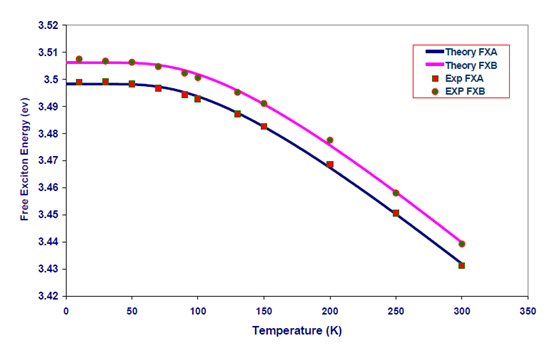 3.52
3.51
3.5
3.49
3.48
3.47
3.46
3.45
3.44
3.43
3.42
Free Exciton Energy (ev)
0 50 100 150 200 250 300 350
Temperature (K)
Theory FXA
Theory FXB
Exp FXA
EXP FXB